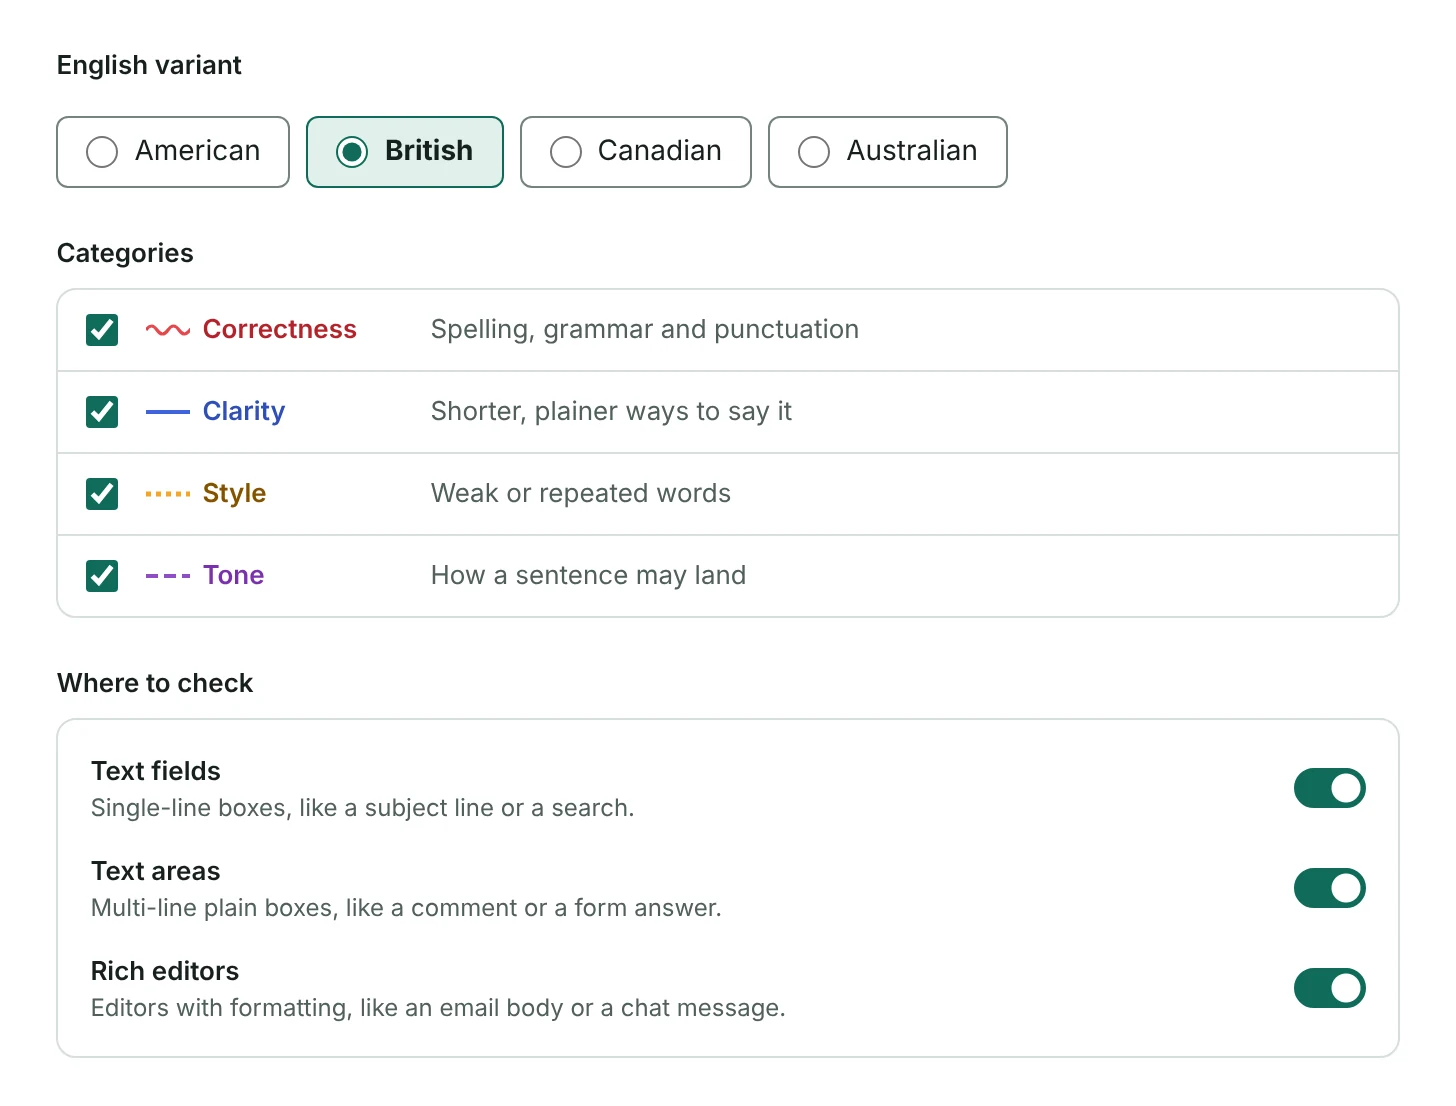 English variant
American British Canadian Australian
Categories
Correctness Spelling, grammar and punctuation
Clarity Shorter, plainer ways to say it
Style Weak or repeated words
Tone How a sentence may land
Where to check
Text fields
Single-line boxes, like a subject line or a search.
Text areas
Multi-line plain boxes, like a comment or a form answer.
Rich editors
Editors with formatting, like an email body or a chat message.